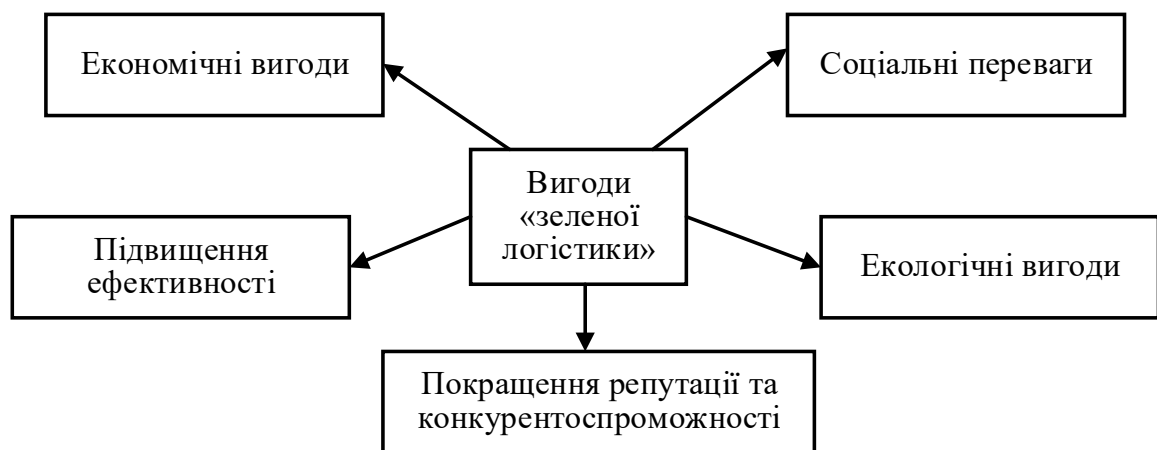 Економічні вигоди
Соціальні переваги
Вигоди
«зеленої
логістики»
Підвищення
ефективності
Екологічні вигоди
Покращення репутації та
конкурентоспроможності